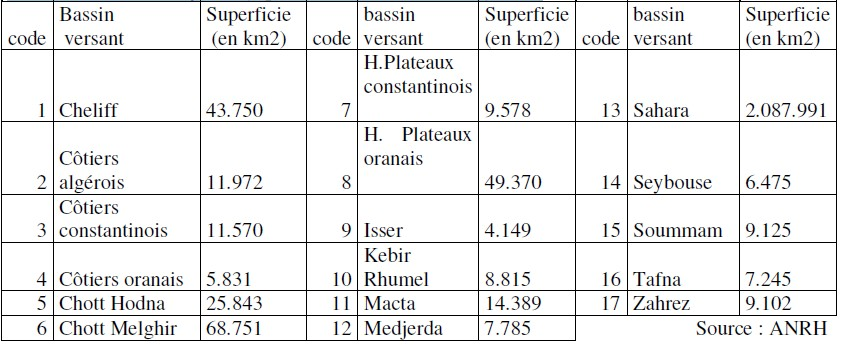 code Bassin versant Superficie (en km2) code bassin versant Superficie (en km2) code bassin versant Superficie (en km2)
1 Cheliff 43.750 7 H.Plateaux constantinois 9.578 13 Sahara 2.087.991
2 Côtiers algérois 11.972 8 H. Plateaux oranais 49.370 14 Seybouse 6.475
3 Côtiers constantinois 11.570 9 Isser 4.149 15 Soummam 9.125
4 Côtiers oranais 5.831 10 Kebir Rhumel 8.815 16 Tafna 7.245
5 Chott Hodna 25.843 11 Macta 14.389 17 Zahrez 9.102
6 Chott Melghir 68.751 12 Medjerda 7.785 Source : ANRH